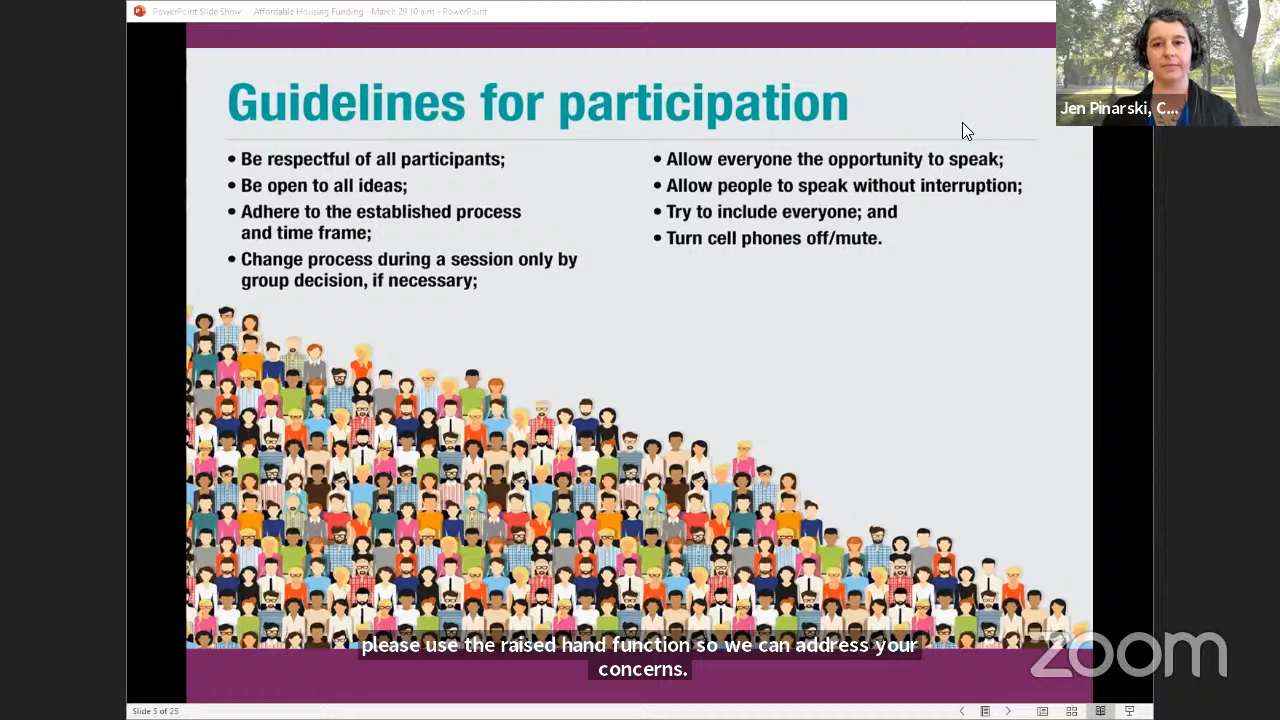 PowerPoint Slide Show ... Affordable Housing Funding - March 29 10 a.m - PowerPoint
Guidelines for participation
• Be respectful of all participants;
• Be open to all ideas;
• Adhere to the established process
and time frame;
• Change process during a session only by
group decision, if necessary;
• Allow everyone the opportunity to speak;
• Allow people to speak without interruption;
• Try to include everyone; and
• Turn cell phones off/mute.
Jen Pinarski, C...
please use the raised hand function so we can address your
concerns.
zoom
Slide 5 of 25